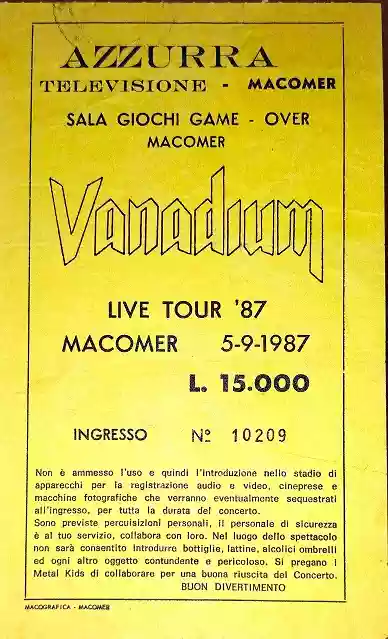 AZZURRA
TELEVISIONE - MACOMER
SALA GIOCHI GAME - OVER
MACOMER
Vanadium
LIVE TOUR '87
MACOMER 5-9-1987
L. 15.000
INGRESSO Nº 10209
Non è ammesso l'uso e quindi l'introduzione nello stadio di
apparecchi per la registrazione audio e video, cineprese e
macchine fotografiche che verranno eventualmente sequestrati
all'ingresso, per tutta la durata del concerto.
Sono previste percuisizioni personali, il personale di sicurezza
è al tuo servizio, collabora con loro. Nel luogo dello spettacolo
non sarà consentito introdurre bottiglie, lattine, alcolici ombrelli
ed ogni altro oggetto contundente e pericoloso. Si pregano i
Metal Kids di collaborare per una buona riuscita del Concerto.
BUON DIVERTIMENTO
MACOGRAFICA - MACOMER